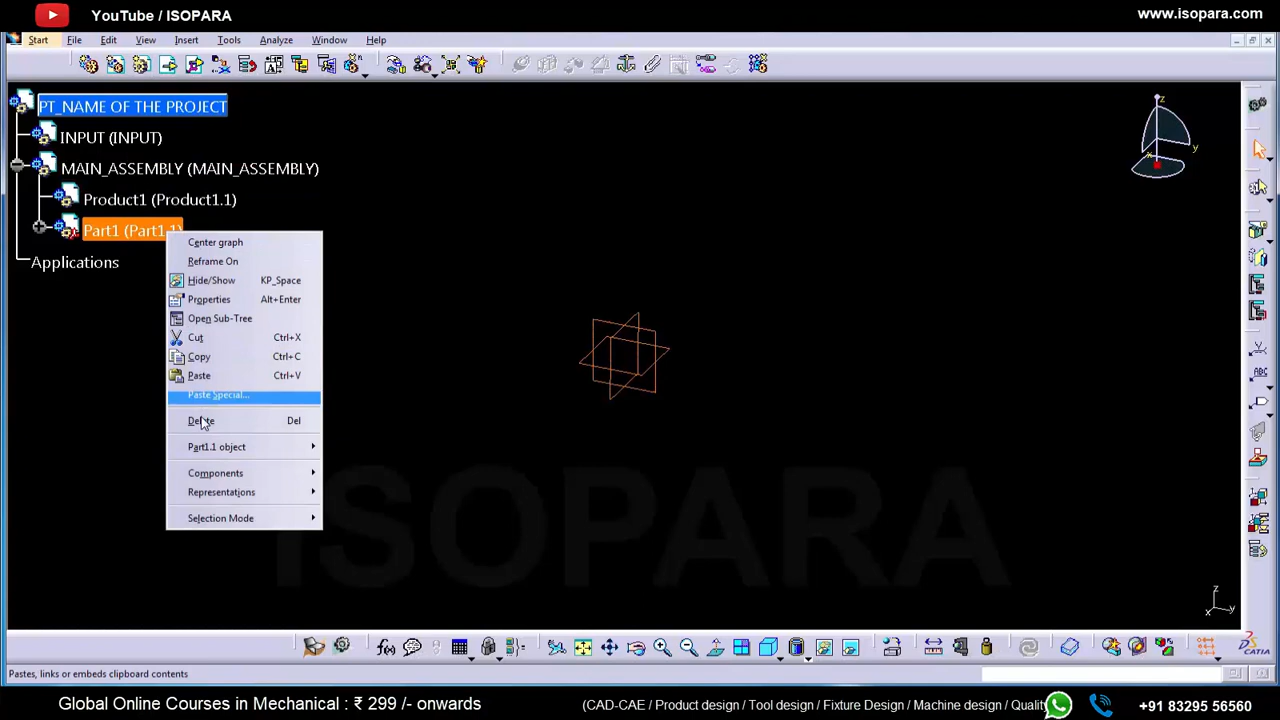 YouTube / ISOPARA
www.isopara.com
Start File Edit View Insert Tools Analyze Window Help
PT_NAME OF THE PROJECT
INPUT (INPUT)
MAIN_ASSEMBLY (MAIN_ASSEMBLY)
Product1 (Product1.1)
Part1 (Part1.1)
Applications
Center graph
Reframe On
Hide/Show KP_Space
Properties Alt+Enter
Open Sub-Tree
Cut Ctrl+X
Copy Ctrl+C
Paste Ctrl+V
Paste Special...
Delete Del
Part1.1 object
Components
Representations
Selection Mode
z
y
x
ABC
ISOPARA
z
x y
f(x)
CATIA
Pastes, links or embeds clipboard contents
Global Online Courses in Mechanical : ₹ 299 /- onwards
(CAD-CAE / Product design / Tool design / Fixture Design / Machine design / Quality
+91 83295 56560